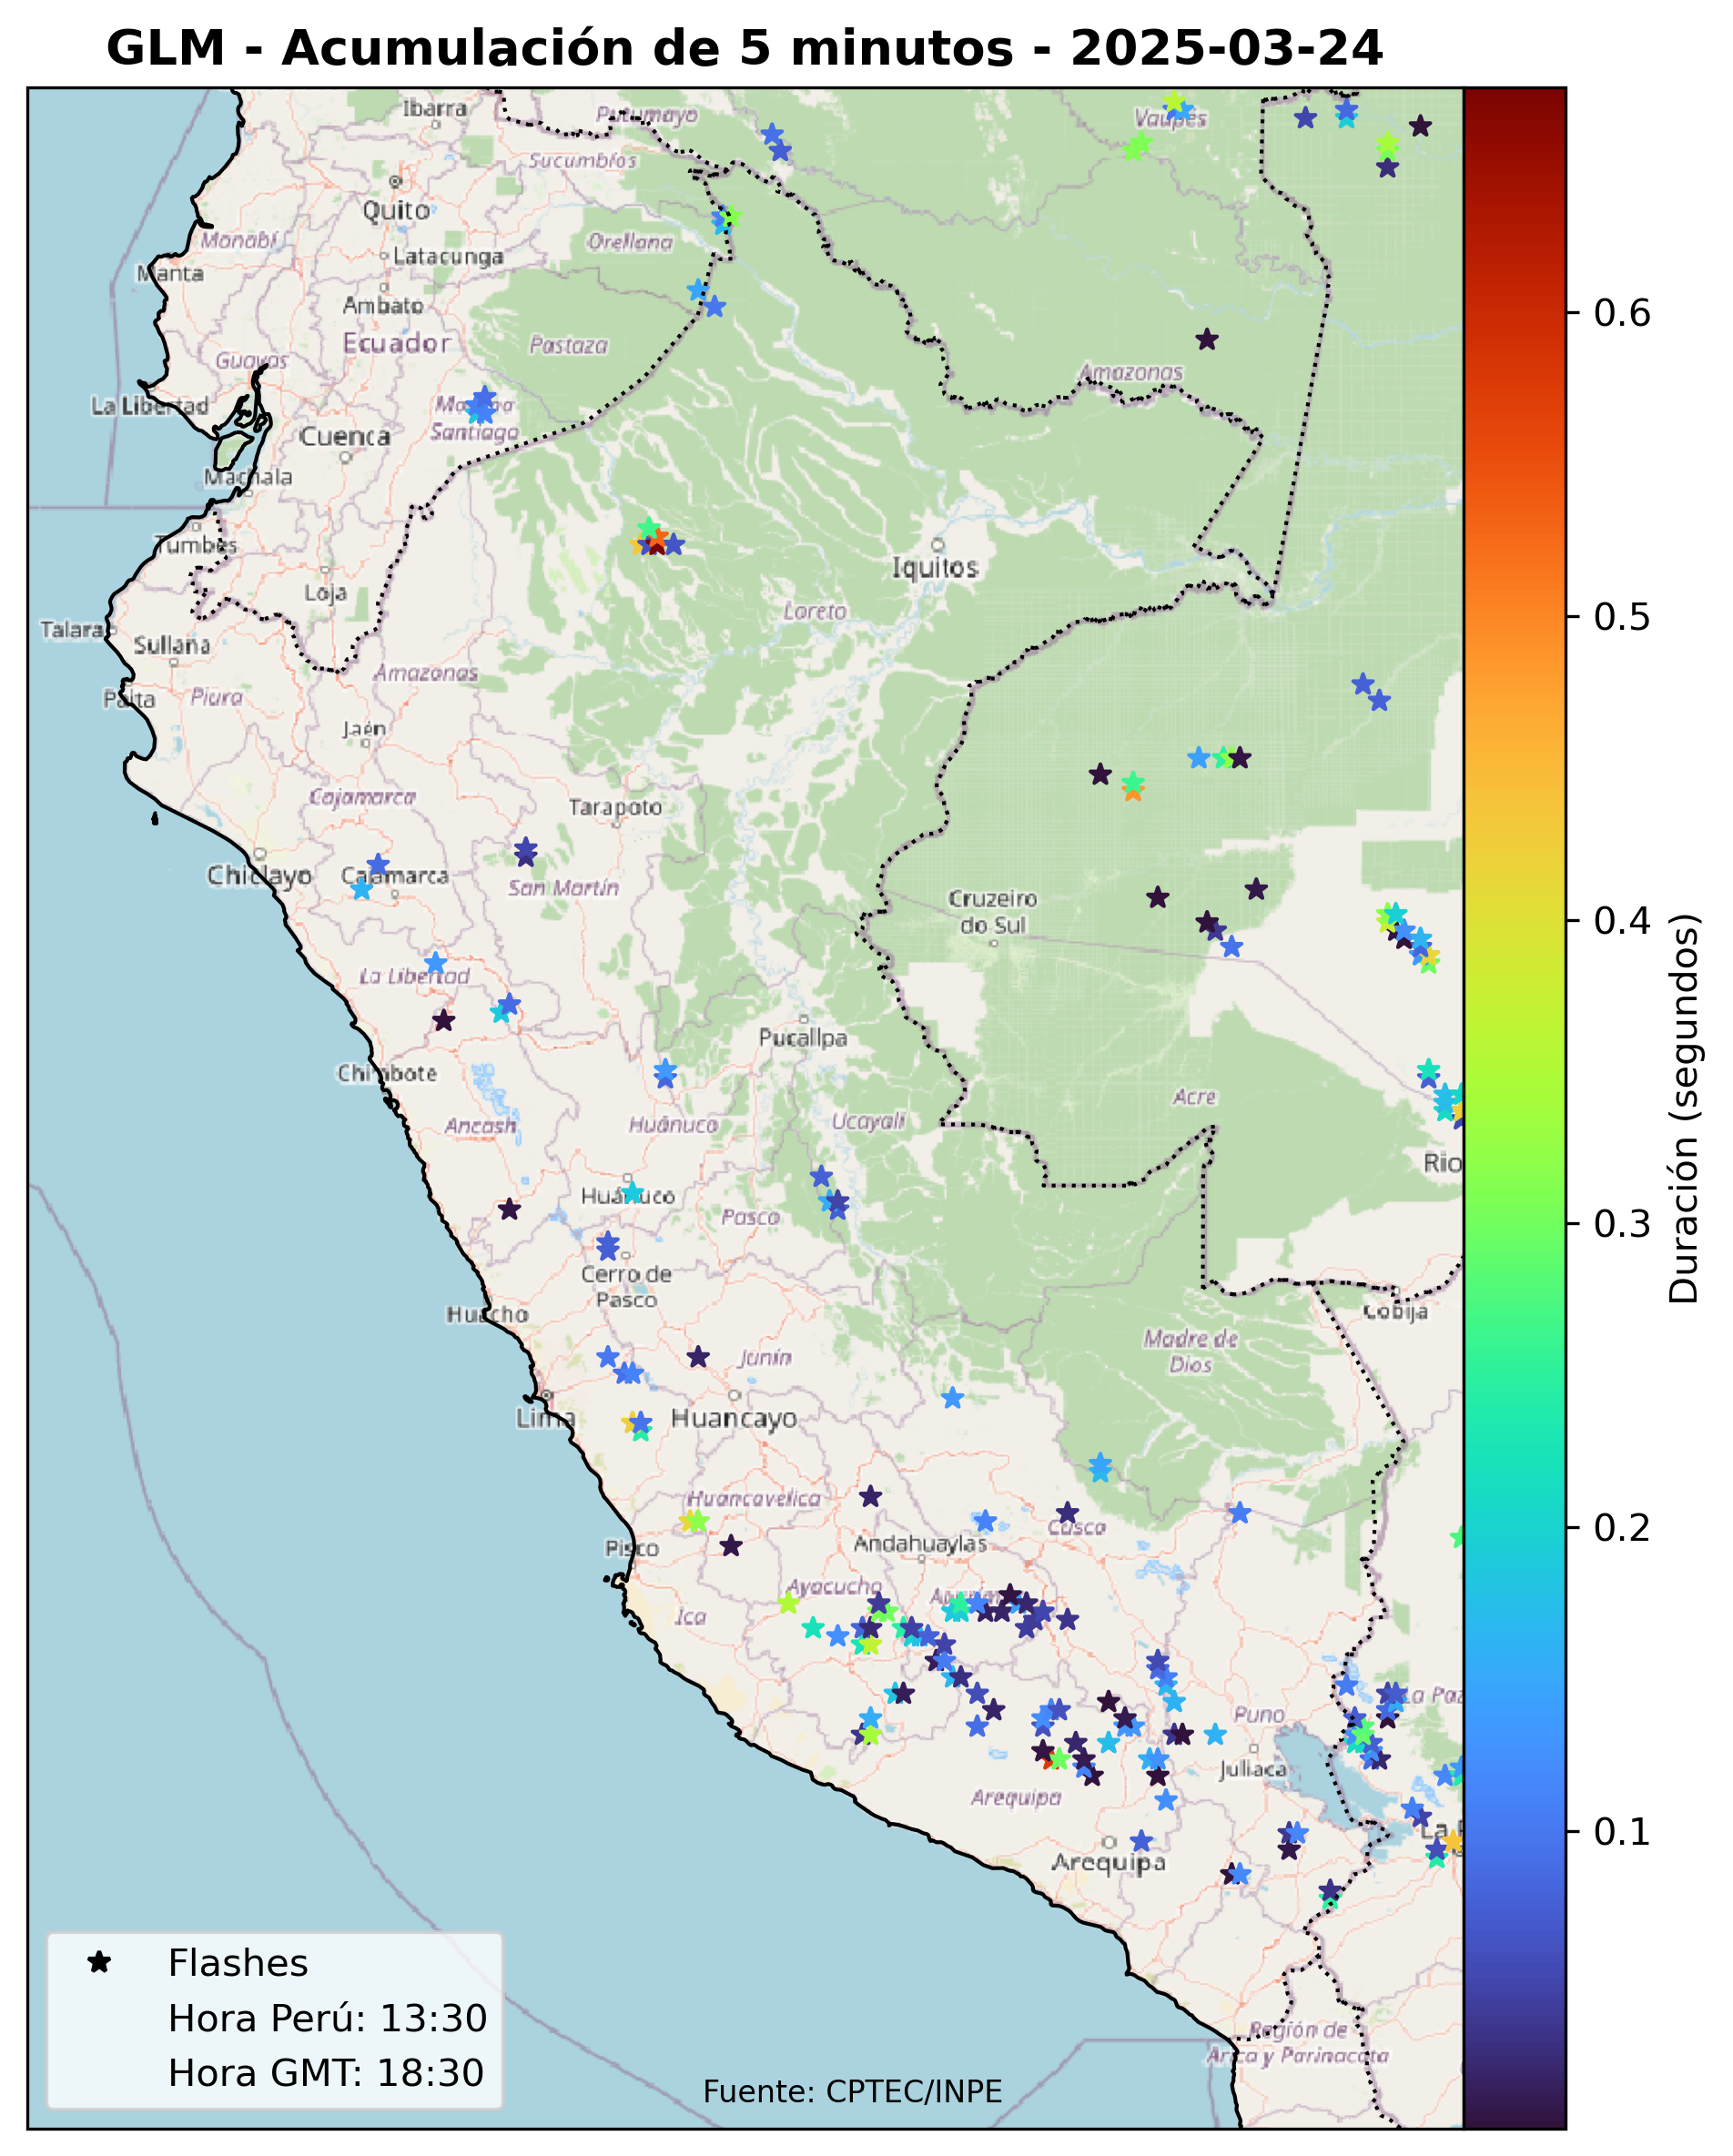 GLM - Acumulación de 5 minutos - 2025-03-24
Ibarra
Putumayo
Vaupés
Sucumbíos
Quito
Manabí
Orellana
Latacunga
Manta
Ambato
Ecuador
Pastaza
Guayas
Amazonas
La Libertad
Santiago
Cuenca
Machala
Tumbes
Iquitos
Loja
Loreto
Talara
Sullana
Amazonas
Paita
Piura
Jaén
Cajamarca
Tarapoto
Chiclayo
Cajamarca
San Martín
Cruzeiro
do Sul
La Libertad
Pucallpa
Chimbote
Acre
Ancash
Huánuco
Ucayali
Rio
Huánuco
Pasco
Cerro de
Pasco
Huacho
Cobija
Madre de
Dios
Junín
Lima
Huancayo
Huancavelica
Cusco
Pisco
Andahuaylas
Ayacucho
Ica
La Paz
Puno
Juliaca
Arequipa
La P
Arequipa
Región de
Arica y Parinacota
Flashes
Hora Perú: 13:30
Hora GMT: 18:30
Fuente: CPTEC/INPE
0.6
0.5
0.4
0.3
0.2
0.1
Duración (segundos)